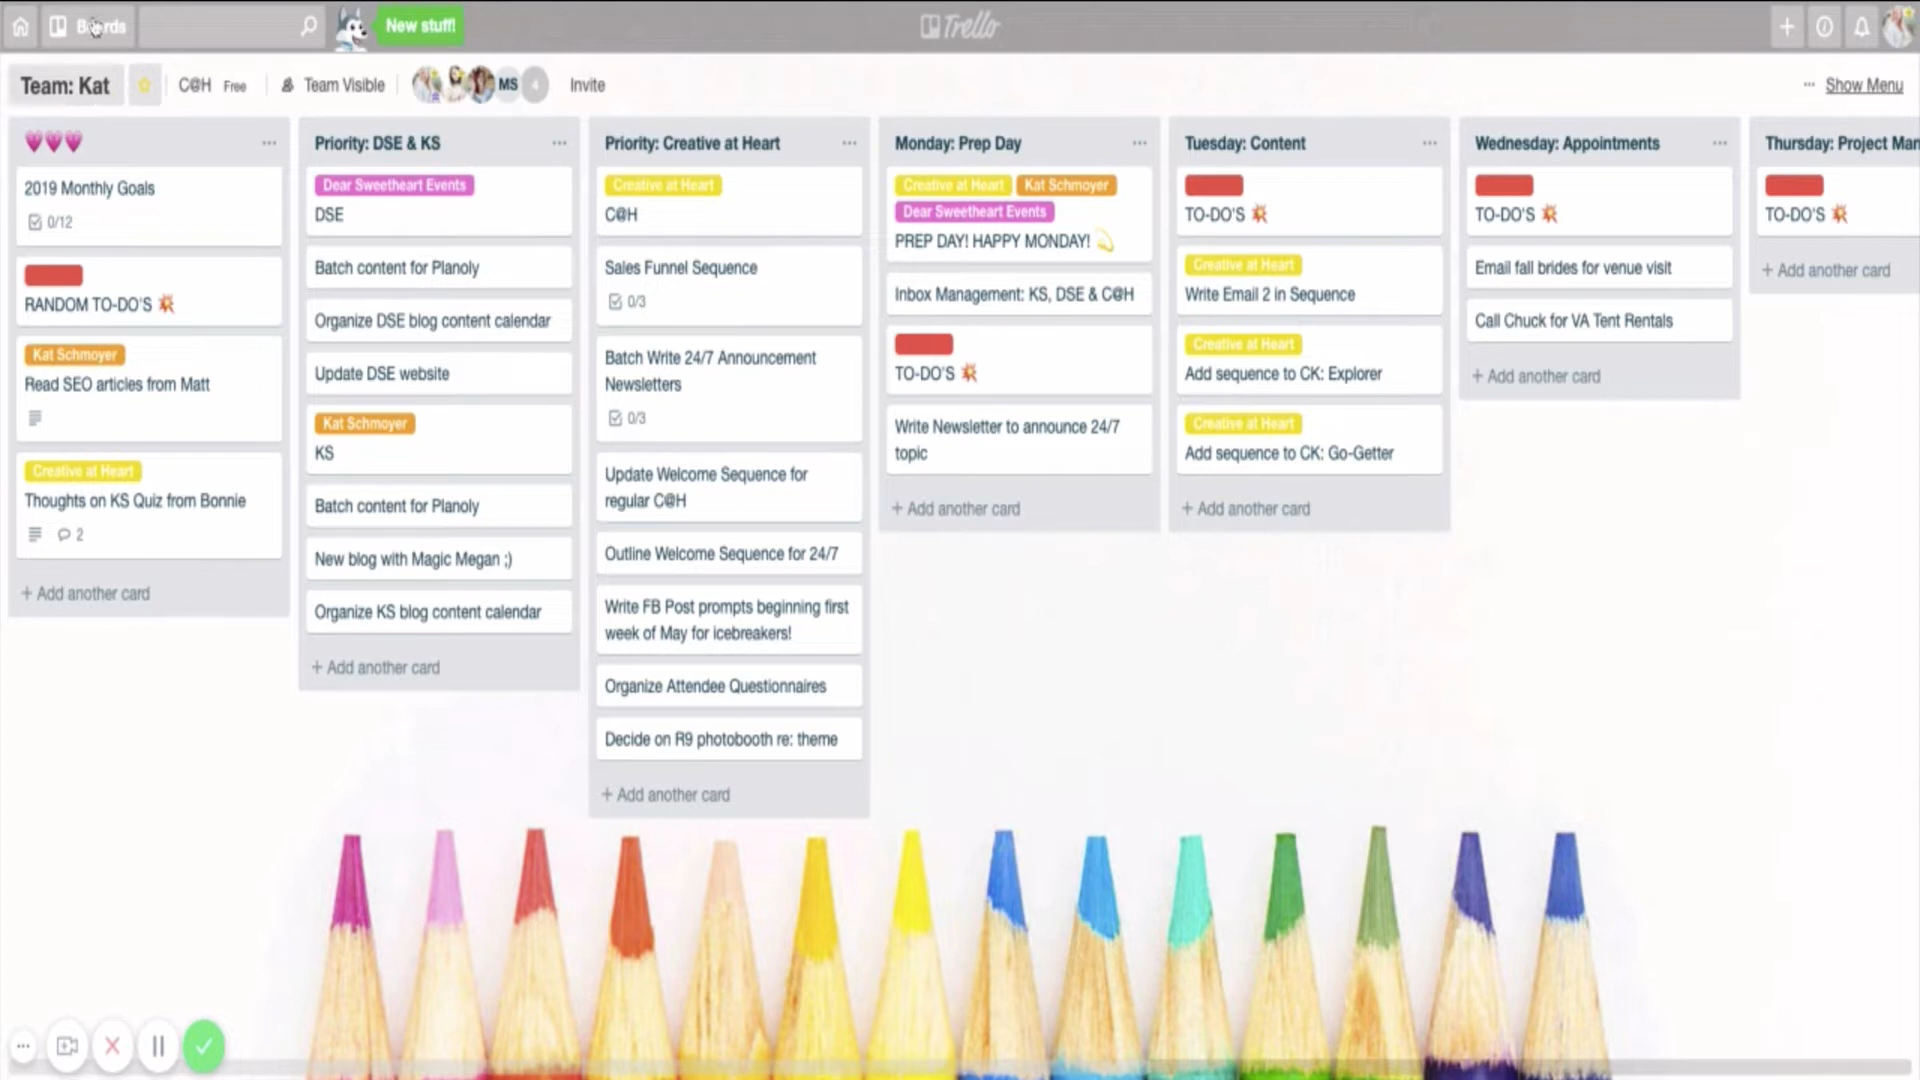 Boards
New stuff!
Trello
Team: Kat
C@H Free
Team Visible
MS
4
Invite
... Show Menu
2019 Monthly Goals
0/12
RANDOM TO-DO'S
Kat Schmoyer
Read SEO articles from Matt
Creative at Heart
Thoughts on KS Quiz from Bonnie
2
+ Add another card
Priority: DSE & KS
Dear Sweetheart Events
DSE
Batch content for Planoly
Organize DSE blog content calendar
Update DSE website
Kat Schmoyer
KS
Batch content for Planoly
New blog with Magic Megan ;)
Organize KS blog content calendar
+ Add another card
Priority: Creative at Heart
Creative at Heart
C@H
Sales Funnel Sequence
0/3
Batch Write 24/7 Announcement
Newsletters
0/3
Update Welcome Sequence for
regular C@H
Outline Welcome Sequence for 24/7
Write FB Post prompts beginning first
week of May for icebreakers!
Organize Attendee Questionnaires
Decide on R9 photobooth re: theme
+ Add another card
Monday: Prep Day
Creative at Heart Kat Schmoyer
Dear Sweetheart Events
PREP DAY! HAPPY MONDAY!
Inbox Management: KS, DSE & C@H
TO-DO'S
Write Newsletter to announce 24/7
topic
+ Add another card
Tuesday: Content
TO-DO'S
Creative at Heart
Write Email 2 in Sequence
Creative at Heart
Add sequence to CK: Explorer
Creative at Heart
Add sequence to CK: Go-Getter
+ Add another card
Wednesday: Appointments
TO-DO'S
Email fall brides for venue visit
Call Chuck for VA Tent Rentals
+ Add another card
Thursday: Project Man
TO-DO'S
+ Add another card